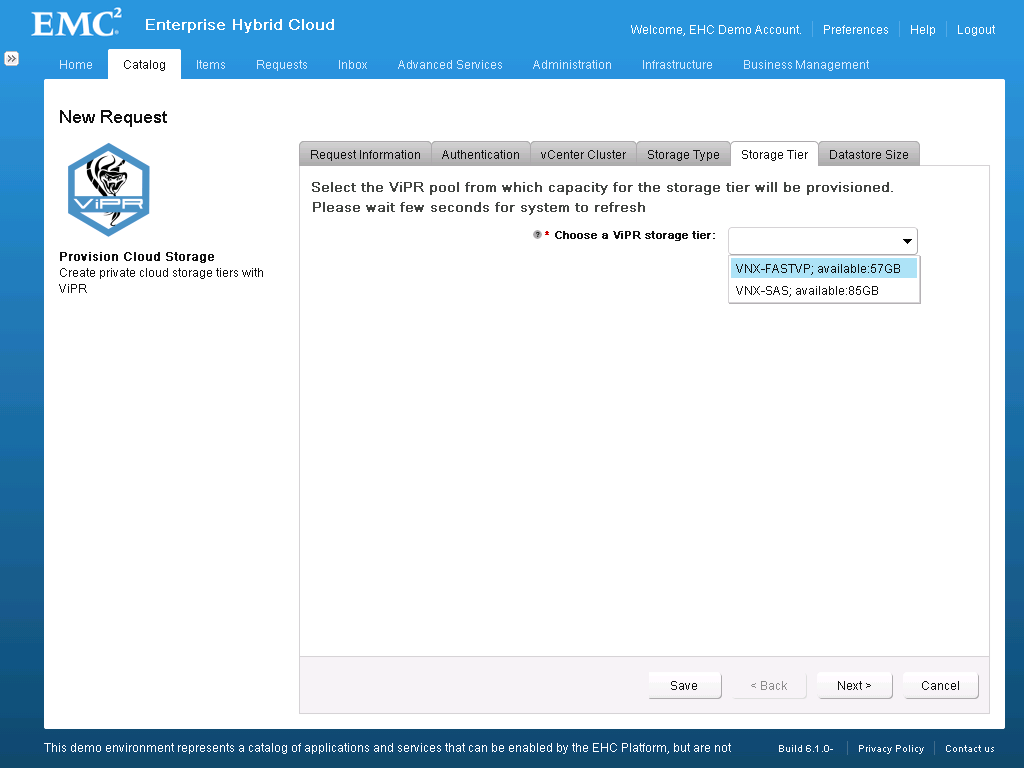 EMC²
Enterprise Hybrid Cloud
Welcome, EHC Demo Account.
Preferences
Help
Logout
Home
Catalog
Items
Requests
Inbox
Advanced Services
Administration
Infrastructure
Business Management
New Request
ViPR
Provision Cloud Storage
Create private cloud storage tiers with
ViPR
Request Information
Authentication
vCenter Cluster
Storage Type
Storage Tier
Datastore Size
Select the ViPR pool from which capacity for the storage tier will be provisioned.
Please wait few seconds for system to refresh
* Choose a ViPR storage tier:
VNX-FASTVP; available:57GB
VNX-SAS; available:85GB
Save
< Back
Next >
Cancel
This demo environment represents a catalog of applications and services that can be enabled by the EHC Platform, but are not
Build 6.1.0-
Privacy Policy
Contact us